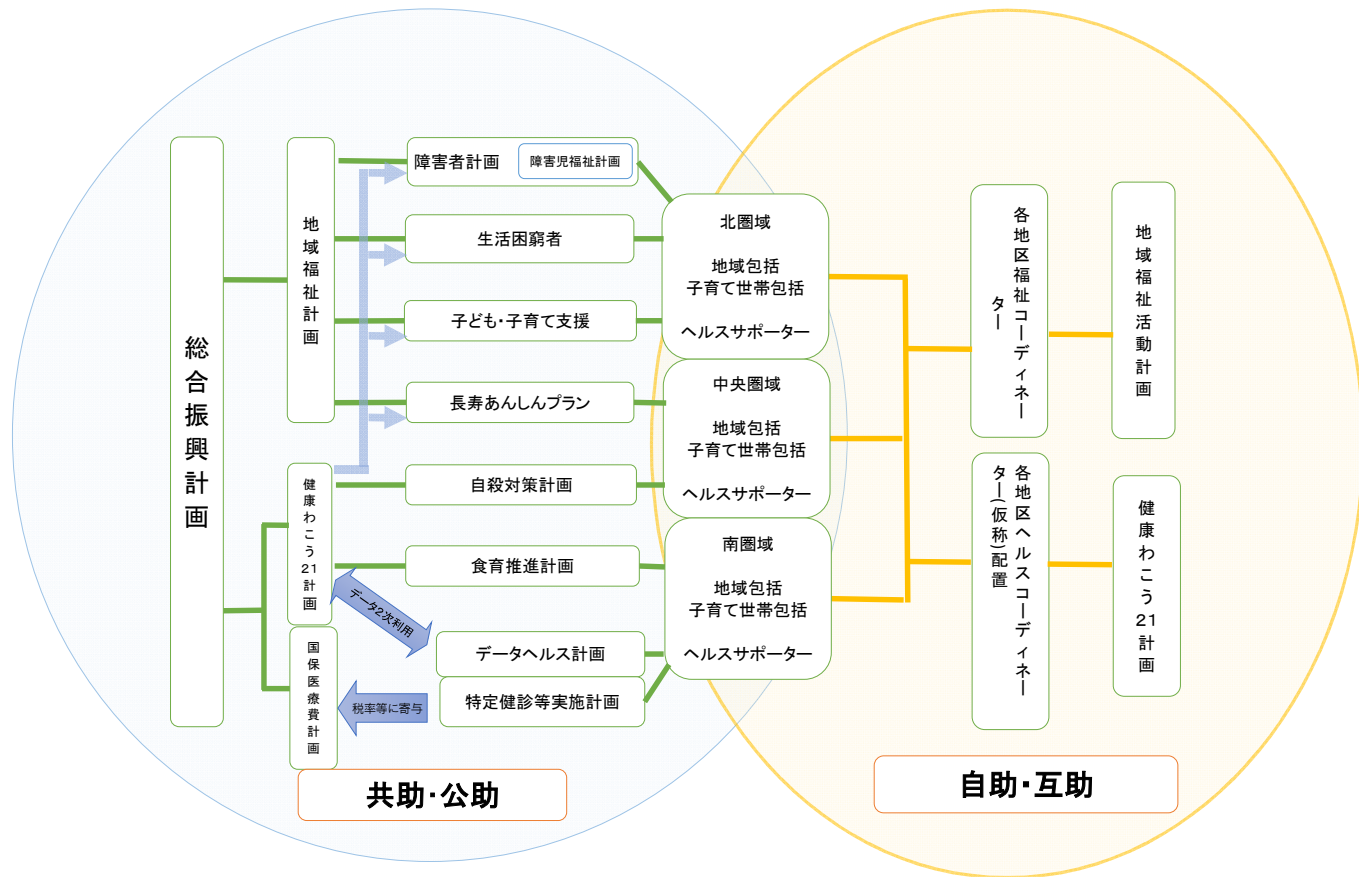 総合振興計画
地域福祉計画
健康わこう21計画
国保医療費計画
障害者計画
障害児福祉計画
生活困窮者
子ども・子育て支援
長寿あんしんプラン
自殺対策計画
食育推進計画
データ2次利用
データヘルス計画
特定健診等実施計画
税率等に寄与
共助・公助
北圏域
地域包括
子育て世帯包括
ヘルスサポーター
中央圏域
地域包括
子育て世帯包括
ヘルスサポーター
南圏域
地域包括
子育て世帯包括
ヘルスサポーター
各地区福祉コーディネー
ター
地域福祉活動計画
各地区ヘルスコーディネー
ター(仮称)配置
健康わこう21計画
自助・互助